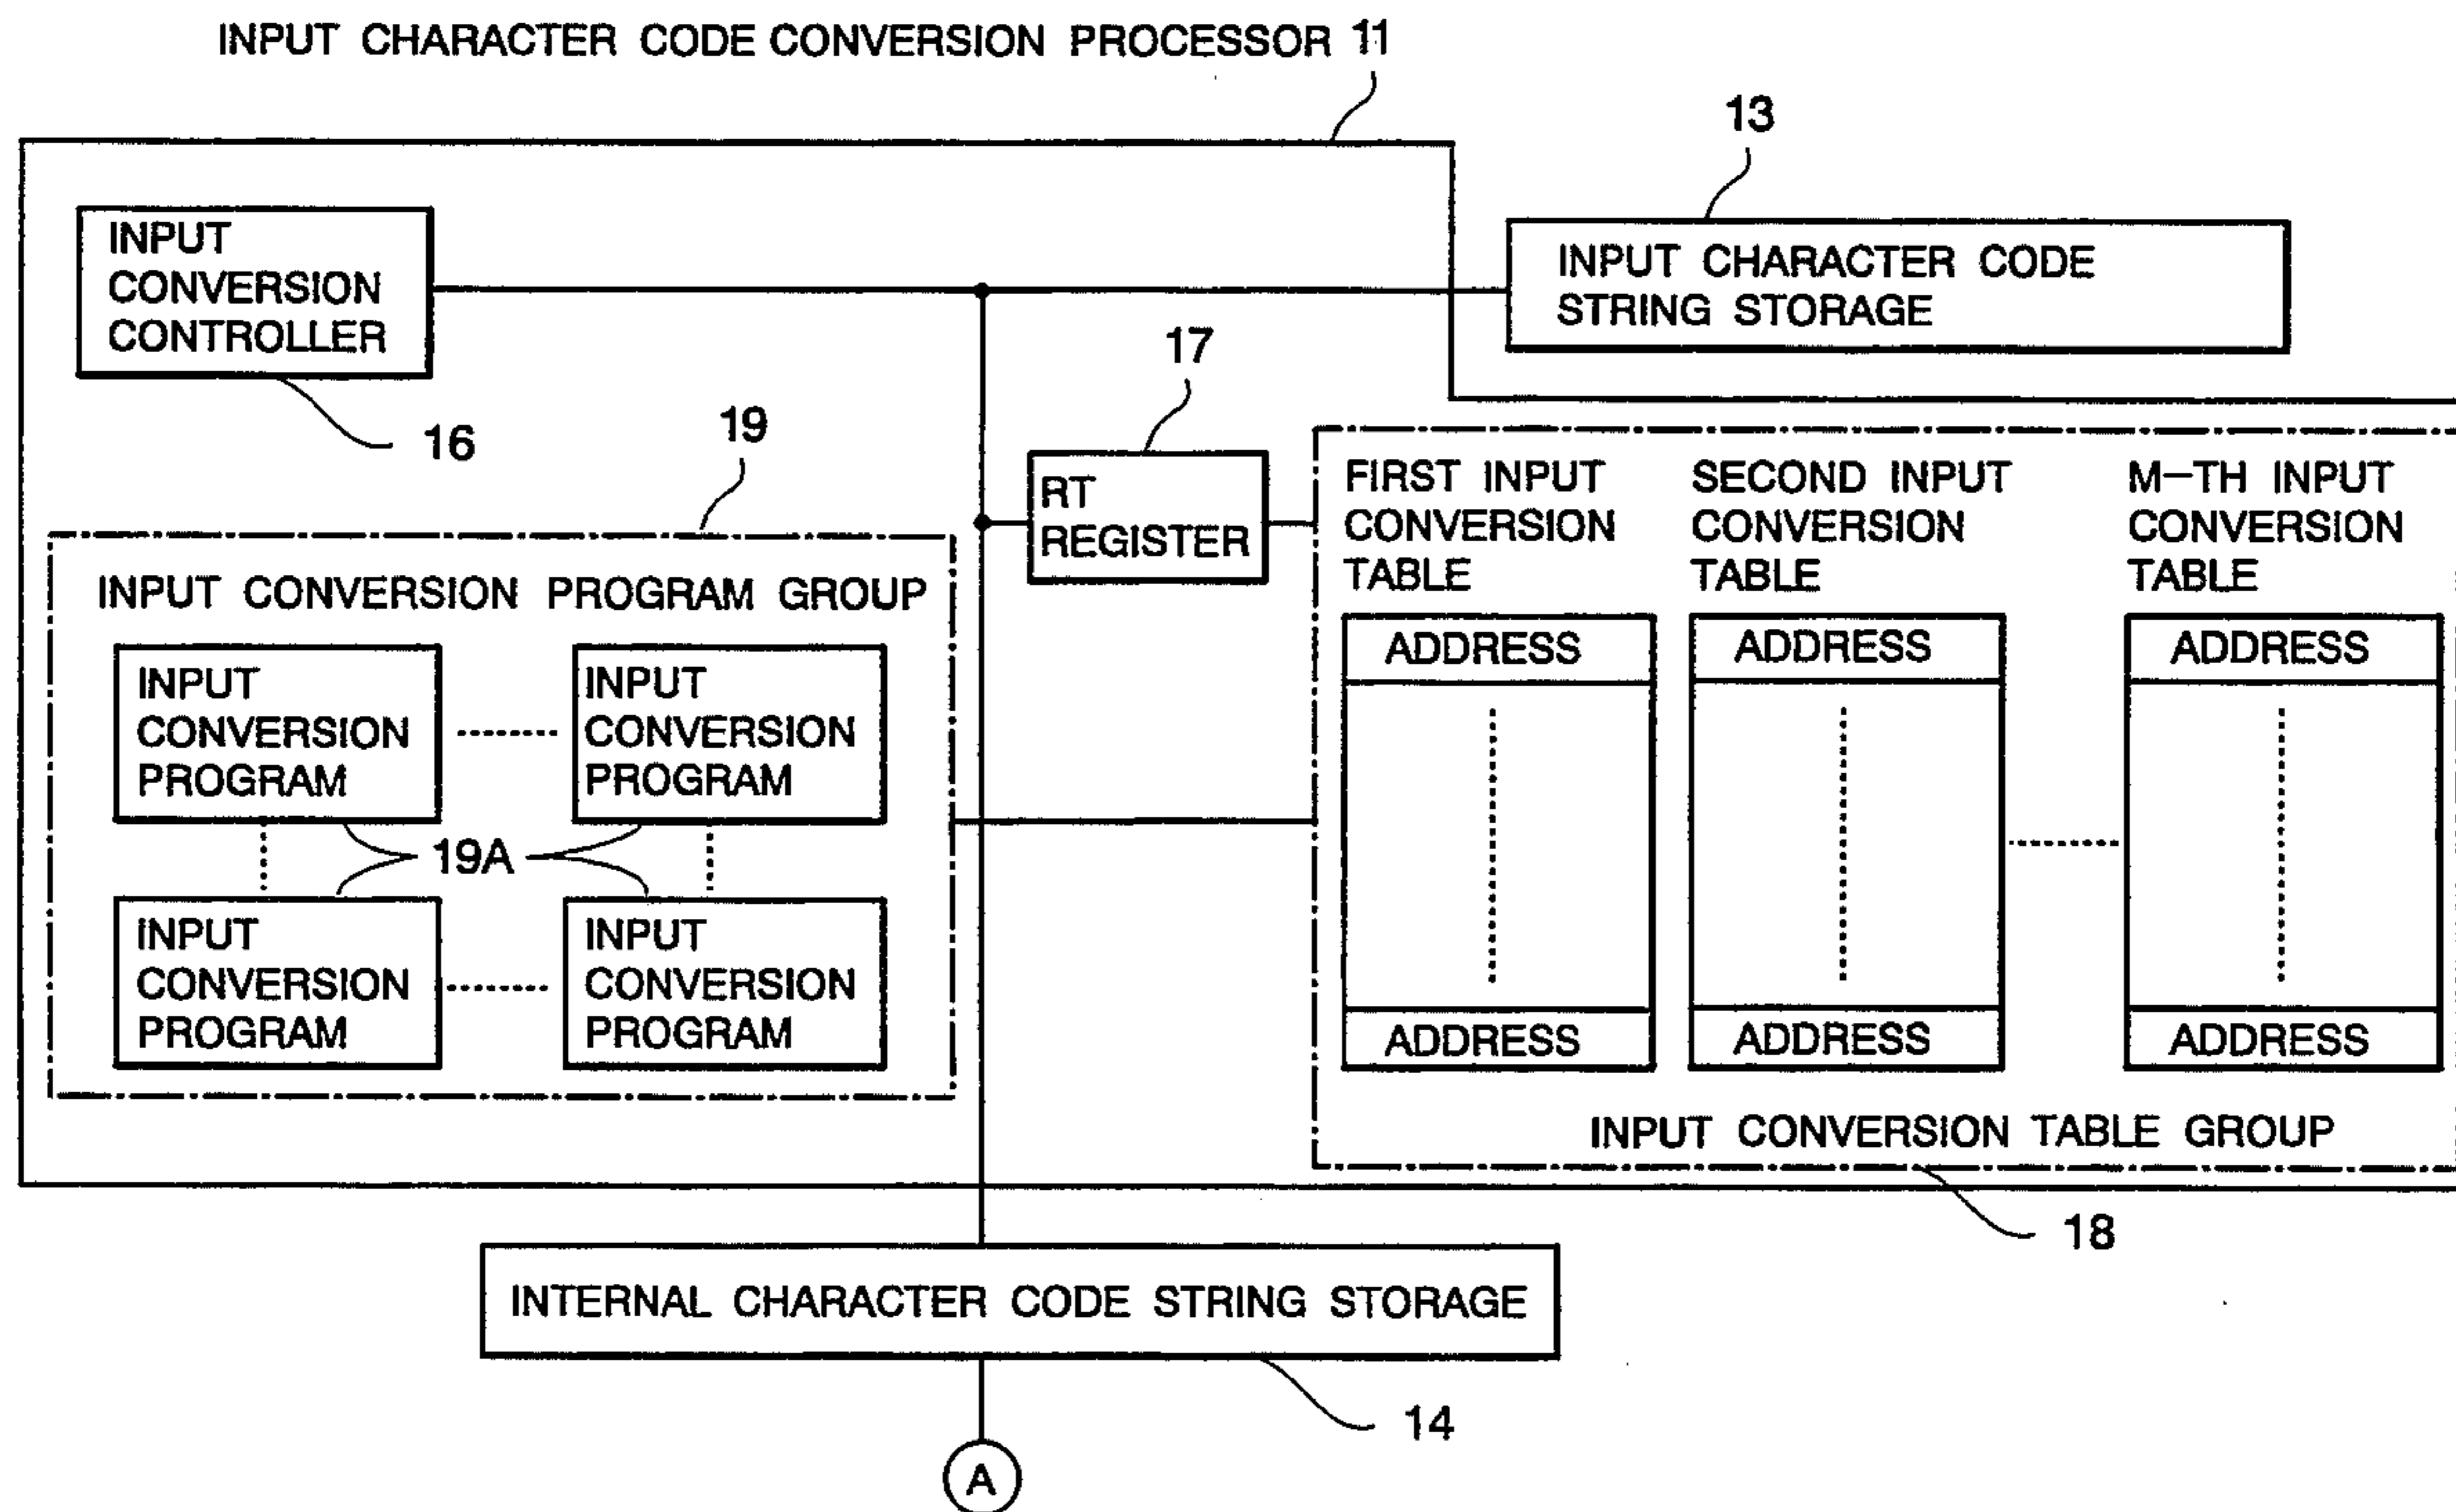 INPUT CHARACTER CODE CONVERSION PROCESSOR 11
13
INPUT
CONVERSION
CONTROLLER
16
INPUT CHARACTER CODE
STRING STORAGE
17
RT
REGISTER
19
INPUT CONVERSION PROGRAM GROUP
INPUT
CONVERSION
PROGRAM
INPUT
CONVERSION
PROGRAM
19A
INPUT
CONVERSION
PROGRAM
INPUT
CONVERSION
PROGRAM
FIRST INPUT
CONVERSION
TABLE
ADDRESS
ADDRESS
SECOND INPUT
CONVERSION
TABLE
ADDRESS
ADDRESS
M-TH INPUT
CONVERSION
TABLE
ADDRESS
ADDRESS
INPUT CONVERSION TABLE GROUP
18
INTERNAL CHARACTER CODE STRING STORAGE
14
A